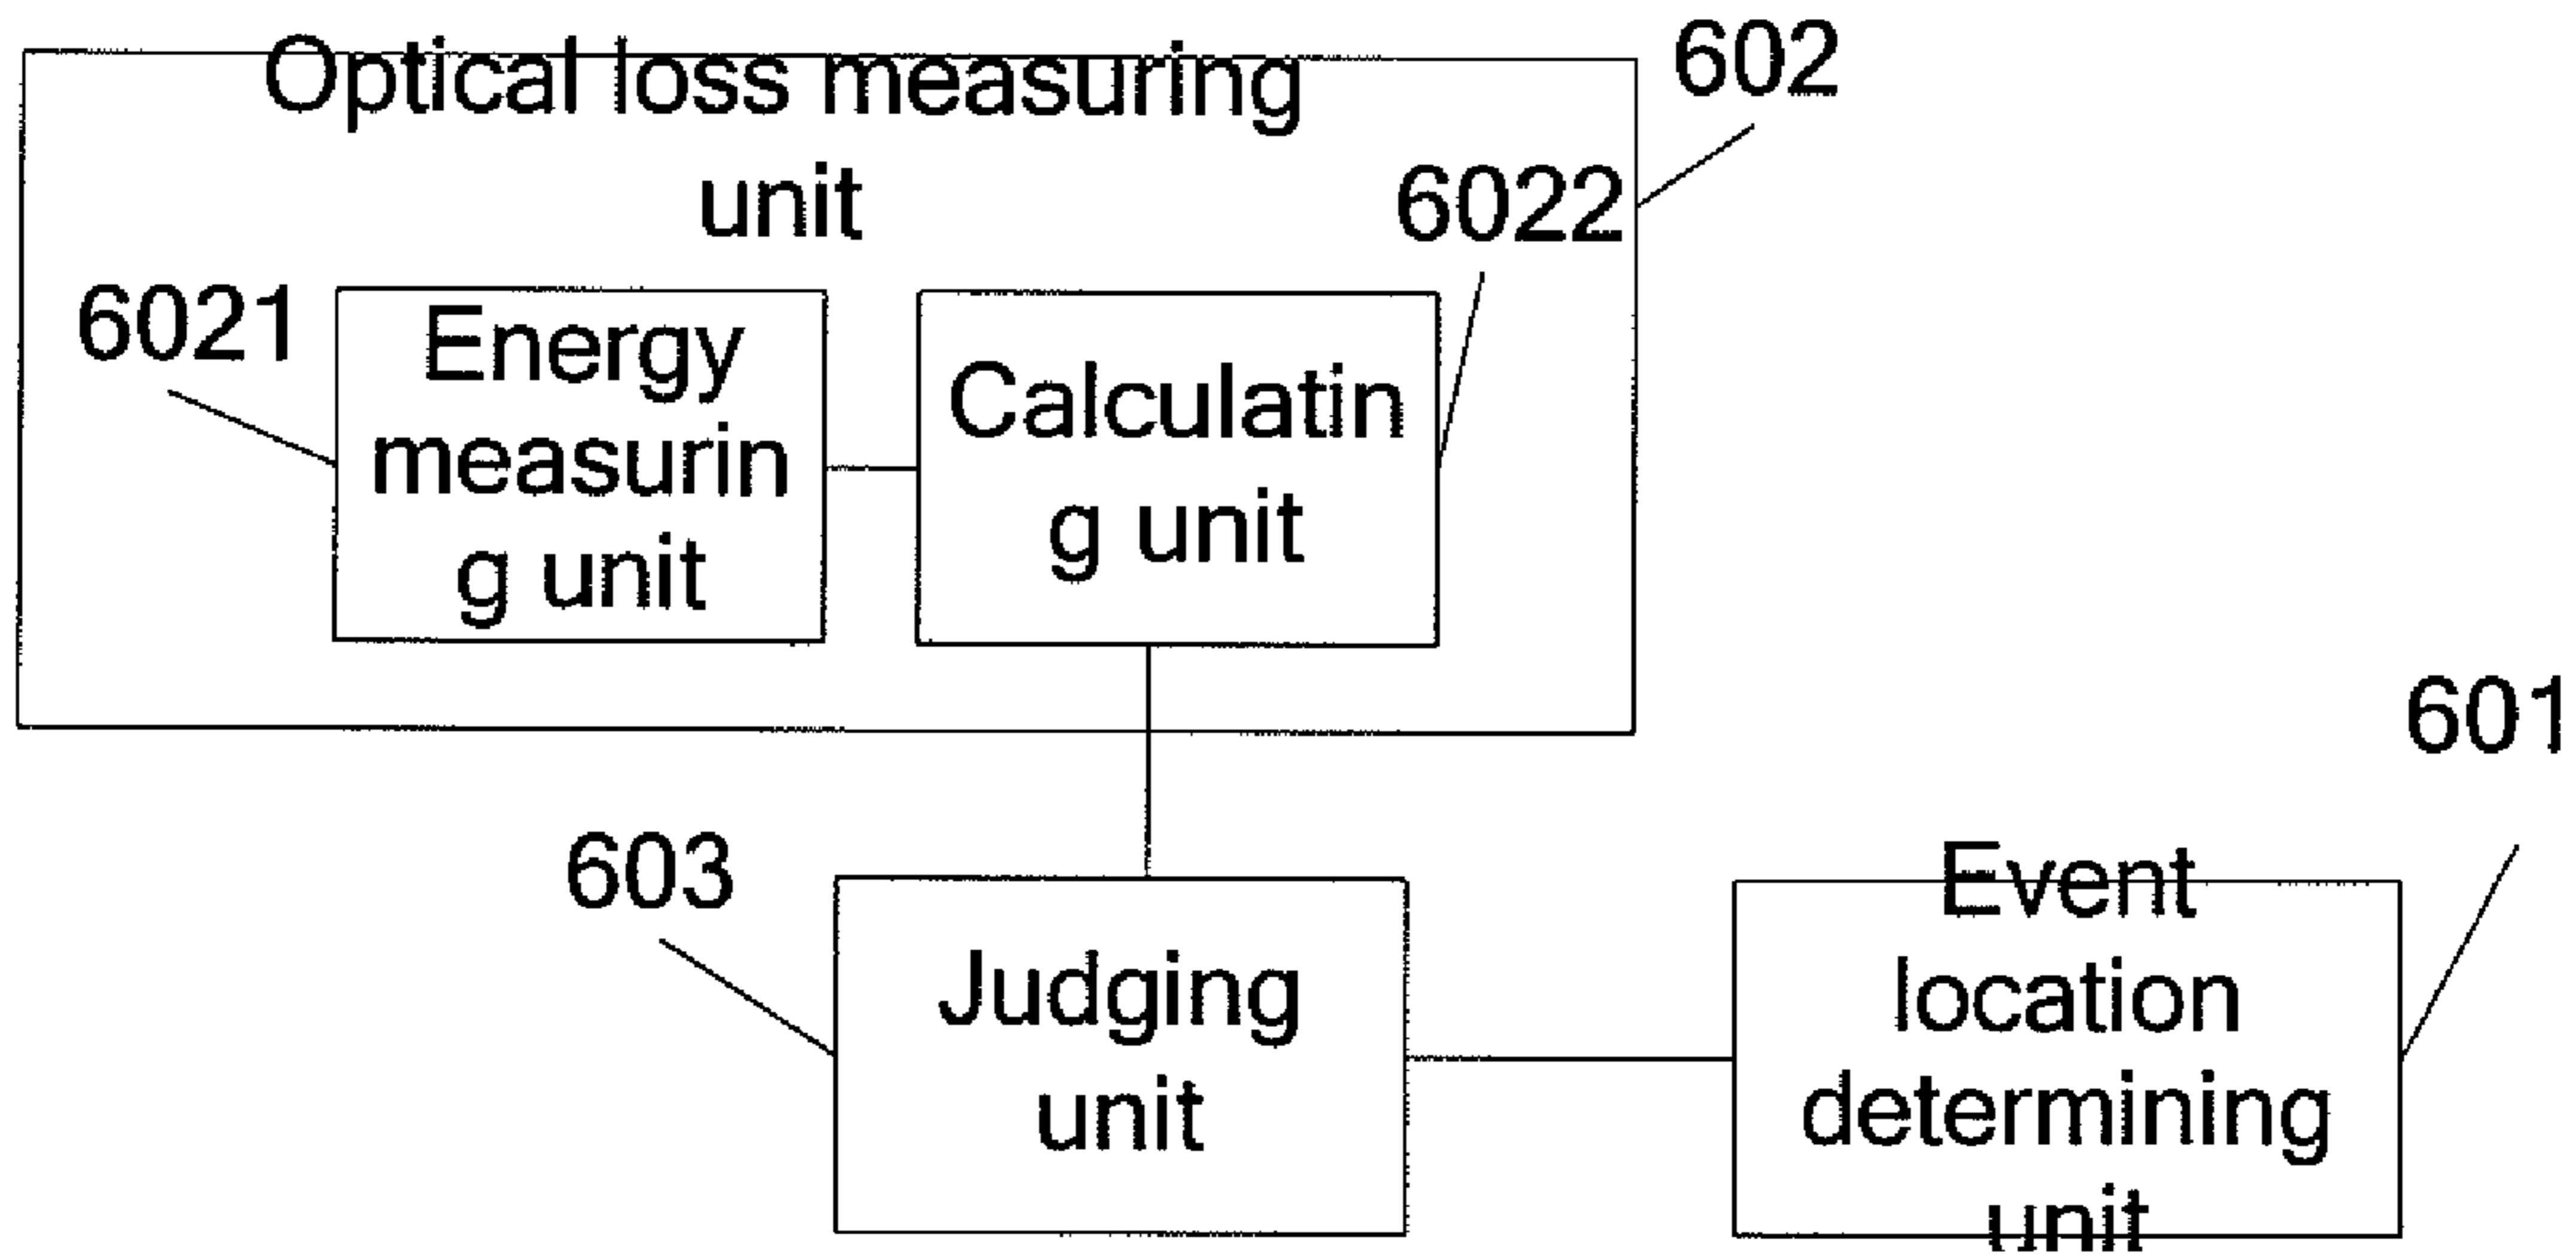 Optical loss measuring
unit
602
6022
6021
Energy
measurin
g unit
Calculatin
g unit
601
603
Judging
unit
Event
location
determining
unit